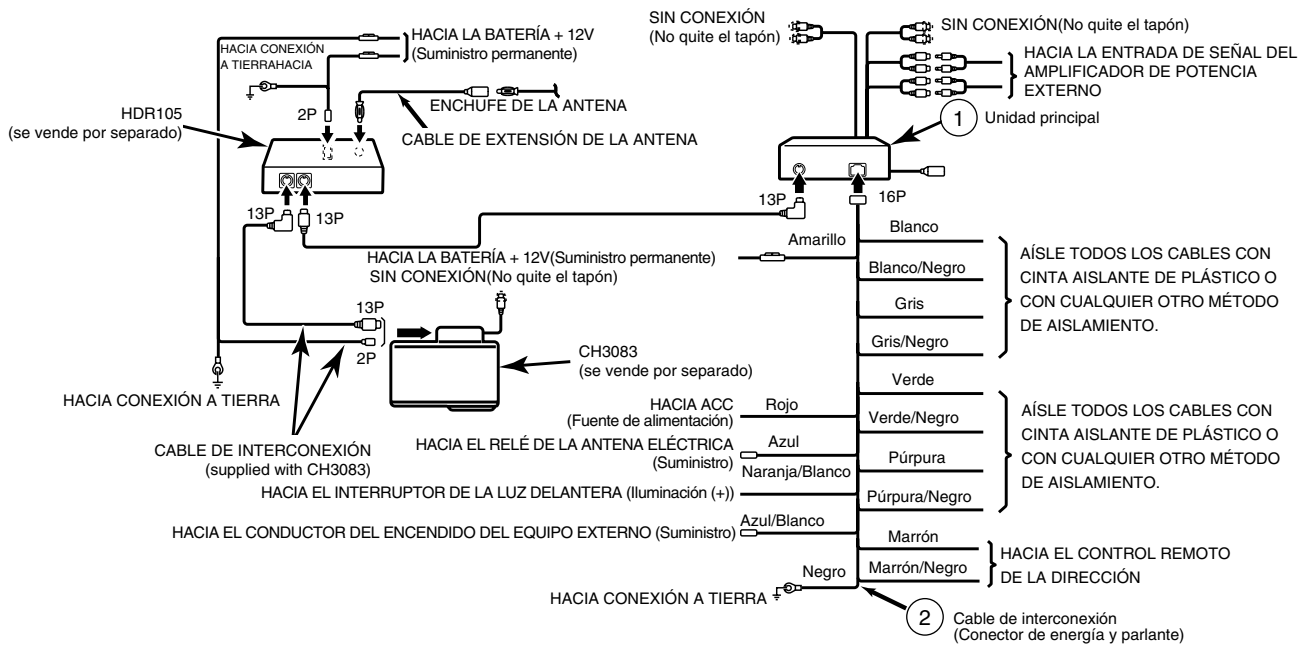 SIN CONEXIÓN
(No quite el tapón)
SIN CONEXIÓN(No quite el tapón)
HACIA LA ENTRADA DE SEÑAL DEL
AMPLIFICADOR DE POTENCIA
EXTERNO
1
Unidad principal
HACIA LA BATERÍA + 12V
(Suministro permanente)
HACIA CONEXIÓN
A TIERRAHACIA
2P
ENCHUFE DE LA ANTENA
CABLE DE EXTENSIÓN DE LA ANTENA
HDR105
(se vende por separado)
13P
13P
13P
16P
HACIA LA BATERÍA + 12V(Suministro permanente)
SIN CONEXIÓN(No quite el tapón)
Amarillo
13P
2P
CH3083
(se vende por separado)
HACIA CONEXIÓN A TIERRA
CABLE DE INTERCONEXIÓN
(supplied with CH3083)
Blanco
Blanco/Negro
Gris
Gris/Negro
AÍSLE TODOS LOS CABLES CON
CINTA AISLANTE DE PLÁSTICO O
CON CUALQUIER OTRO MÉTODO
DE AISLAMIENTO.
HACIA ACC
(Fuente de alimentación)
Rojo
HACIA EL RELÉ DE LA ANTENA ELÉCTRICA
(Suministro)
Azul
Naranja/Blanco
HACIA EL INTERRUPTOR DE LA LUZ DELANTERA (Iluminación (+))
Azul/Blanco
HACIA EL CONDUCTOR DEL ENCENDIDO DEL EQUIPO EXTERNO (Suministro)
Verde
Verde/Negro
Púrpura
Púrpura/Negro
AÍSLE TODOS LOS CABLES CON
CINTA AISLANTE DE PLÁSTICO O
CON CUALQUIER OTRO MÉTODO
DE AISLAMIENTO.
Marrón
Marrón/Negro
HACIA EL CONTROL REMOTO
DE LA DIRECCIÓN
Negro
HACIA CONEXIÓN A TIERRA
2
Cable de interconexión
(Conector de energía y parlante)